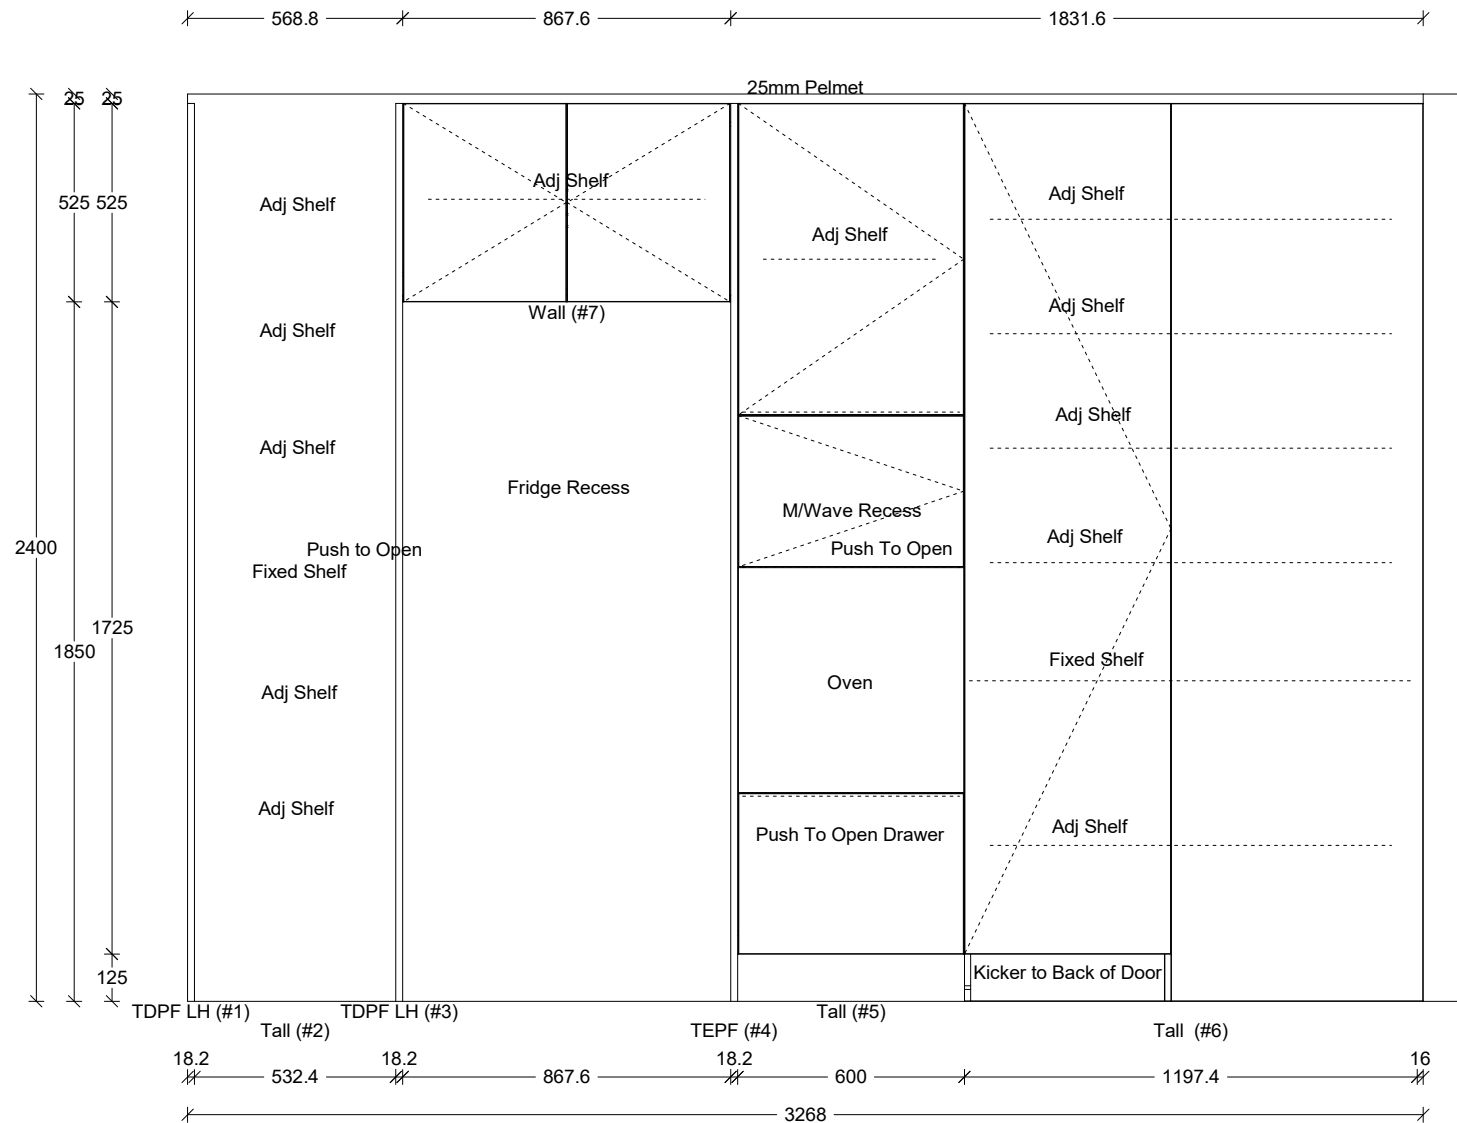 568.8
867.6
1831.6
25mm Pelmet
25
25
Adj Shelf
Adj Shelf
525
525
Adj Shelf
Adj Shelf
Wall (#7)
Adj Shelf
Adj Shelf
Adj Shelf
Adj Shelf
Fridge Recess
M/Wave Recess
Adj Shelf
2400
Push to Open
Push To Open
Fixed Shelf
1725
1850
Fixed Shelf
Adj Shelf
Oven
Adj Shelf
Push To Open Drawer
Adj Shelf
125
Kicker to Back of Door
TDPF LH (#1)
TDPF LH (#3)
Tall (#5)
Tall (#2)
TEPF (#4)
Tall (#6)
18.2
18.2
18.2
16
532.4
867.6
600
1197.4
3268